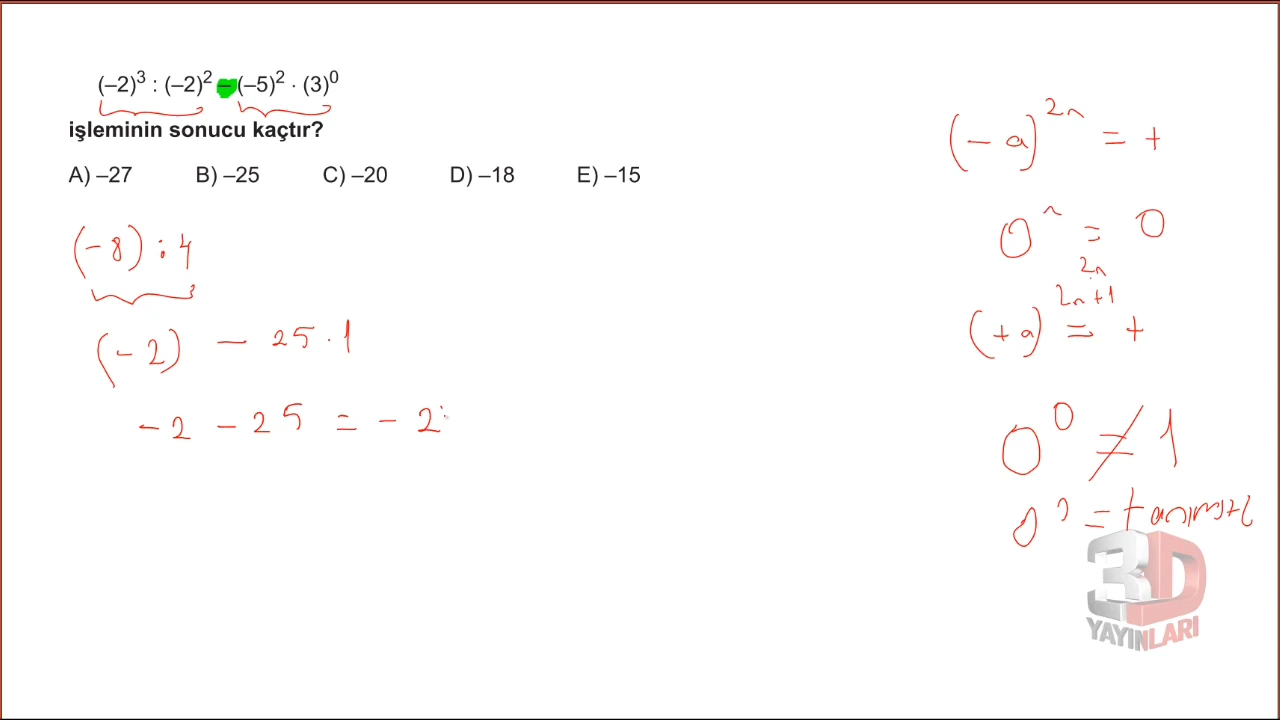 (–2)³ : (–2)² – (–5)² · (3)⁰
işleminin sonucu kaçtır?
A) –27 B) –25 C) –20 D) –18 E) –15
(-8) : 4
(-2) - 25 . 1
-2 - 25 = - 2
(-a)²ⁿ = +
0ⁿ = 0
2n
(+a)²ⁿ⁺¹ = +
0⁰ ≠ 1
0⁰ = tanımsız
3D
YAYINLARI